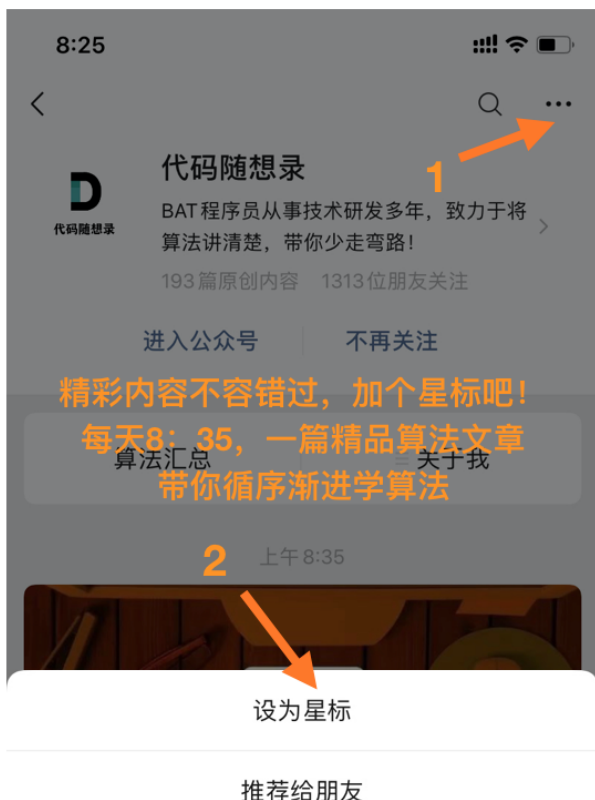 8:25
1
代码随想录
代码随想录
BAT程序员从事技术研发多年，致力于将
算法讲清楚，带你少走弯路！
193篇原创内容 1313位朋友关注
进入公众号 不再关注
精彩内容不容错过，加个星标吧！
每天8：35，一篇精品算法文章
算法汇总 关于我
带你循序渐进学算法
2
上午8:35
设为星标
推荐给朋友